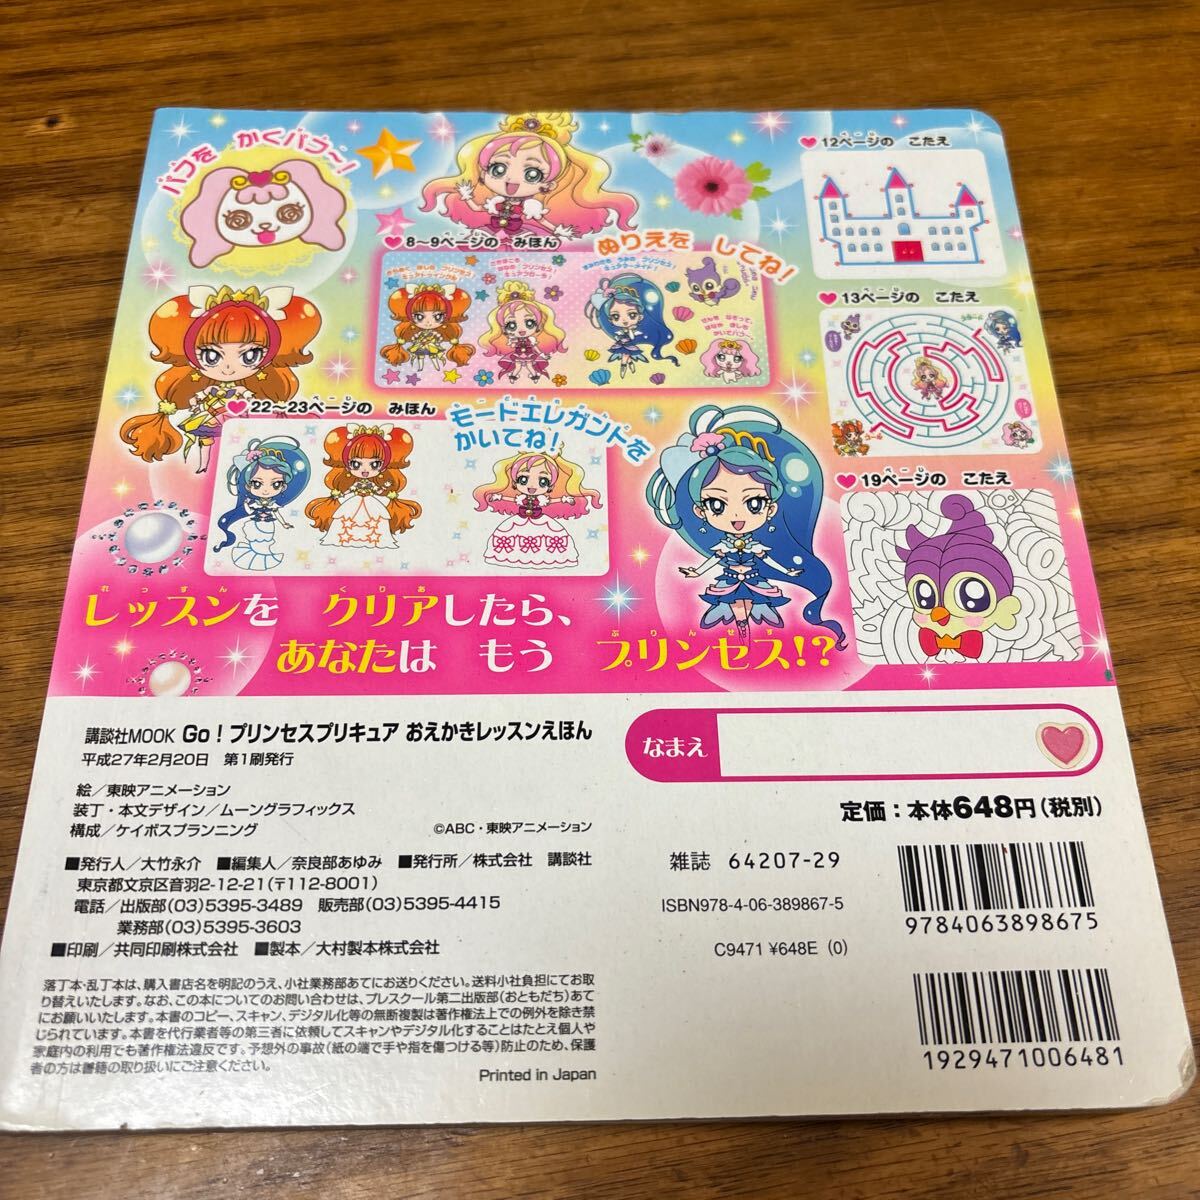 パフを かくパフ〜!
12ページの こたえ
8〜9ページの みほん
ぬりえを してね!
13ページの こたえ
22〜23ページの みほん
モードエレガントを
かいてね!
19ページの こたえ
レッスンを クリアしたら、
あなたは もう プリンセス!?
講談社MOOK Go!プリンセスプリキュア おえかきレッスンえほん
平成27年2月20日 第1刷発行
絵/東映アニメーション
装丁・本文デザイン/ムーングラフィックス
構成/ケイポスプランニング
©ABC・東映アニメーション
■発行人/大竹永介 ■編集人/奈良部あゆみ ■発行所/株式会社 講談社
東京都文京区音羽2-12-21(〒112-8001)
電話/出版部(03)5395-3489 販売部(03)5395-4415
業務部(03)5395-3603
■印刷/共同印刷株式会社 ■製本/大村製本株式会社
落丁本・乱丁本は、購入書店名を明記のうえ、小社業務部あてにお送りください。送料小社負担にてお取
り替えいたします。なお、この本についてのお問い合わせは、プレスクール第二出版部(おともだち)あて
にお願いいたします。本書のコピー、スキャン、デジタル化等の無断複製は著作権法上での例外を除き禁
じられています。本書を代行業者等の第三者に依頼してスキャンやデジタル化することはたとえ個人や
家庭内の利用でも著作権法違反です。予想外の事故(紙の端で手や指を傷つける等)防止のため、保護
者の方は書籍の取り扱いにご注意ください。
Printed in Japan
なまえ
定価:本体648円(税別)
雑誌 64207-29
ISBN978-4-06-389867-5
C9471 ¥648E (0)
9784063898675
1929471006481